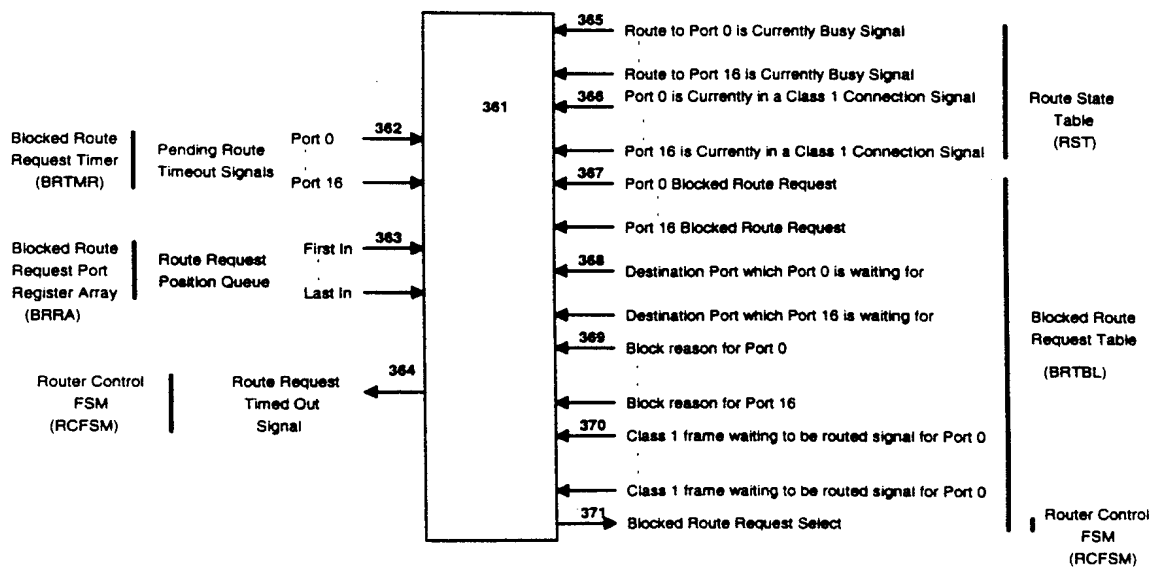 365
Route to Port 0 is Currently Busy Signal
Route to Port 16 is Currently Busy Signal
366
Port 0 is Currently in a Class 1 Connection Signal
Port 16 is Currently in a Class 1 Connection Signal
Route State
Table
(RST)
361
Blocked Route
Request Timer
(BRTMR)
Pending Route
Timeout Signals
Port 0
362
Port 16
367
Port 0 Blocked Route Request
Port 16 Blocked Route Request
Blocked Route
Request Port
Register Array
(BRRA)
Route Request
Position Queue
First In
363
Last In
368
Destination Port which Port 0 is waiting for
Destination Port which Port 16 is waiting for
369
Block reason for Port 0
Block reason for Port 16
Blocked Route
Request Table
(BRTBL)
Router Control
FSM
(RCFSM)
Route Request
Timed Out
Signal
364
370
Class 1 frame waiting to be routed signal for Port 0
Class 1 frame waiting to be routed signal for Port 0
371
Blocked Route Request Select
Router Control
FSM
(RCFSM)